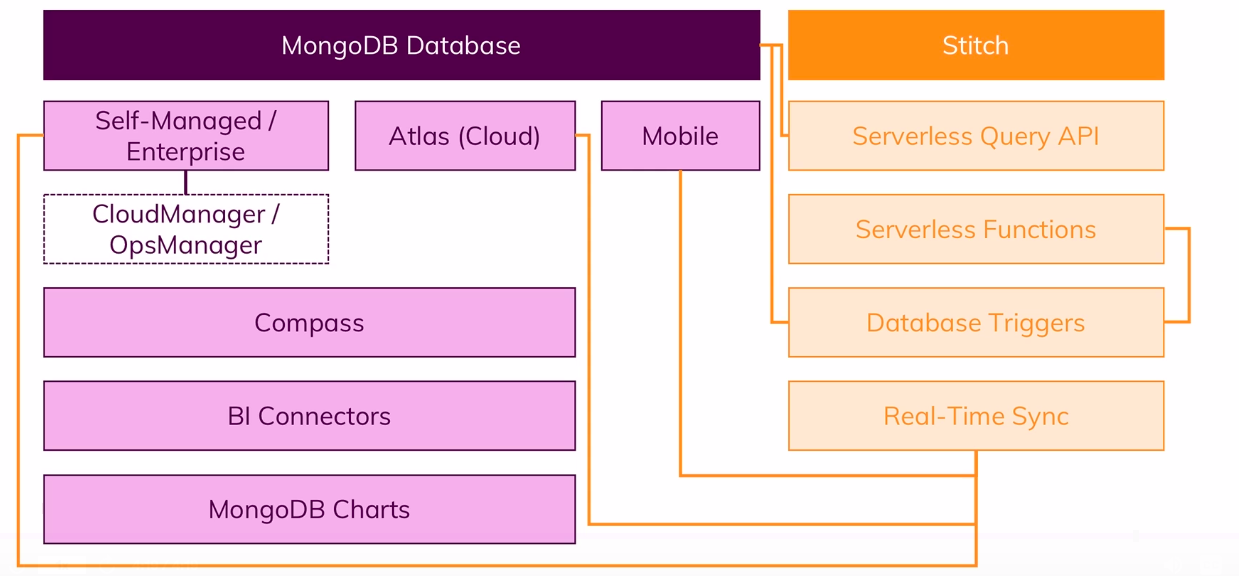 MongoDB Database
Stitch
Self-Managed /
Enterprise
Atlas (Cloud)
Mobile
Serverless Query API
CloudManager /
OpsManager
Serverless Functions
Compass
Database Triggers
BI Connectors
Real-Time Sync
MongoDB Charts